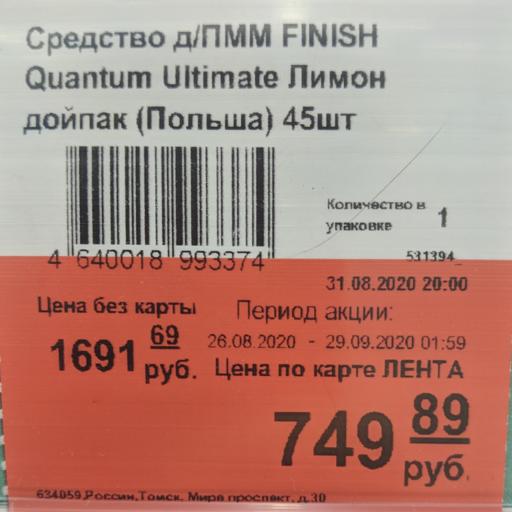 Средство д/ПММ FINISH
Quantum Ultimate Лимон
дойпак (Польша) 45шт
Количество в
упаковке 1
4 640018 993374
531394_
31.08.2020 20:00
Цена без карты
Период акции:
1691 69 руб.
26.08.2020 - 29.09.2020 01:59
Цена по карте ЛЕНТА
749 89 руб.
634059,Россия,Томск, Мира проспект, д.30